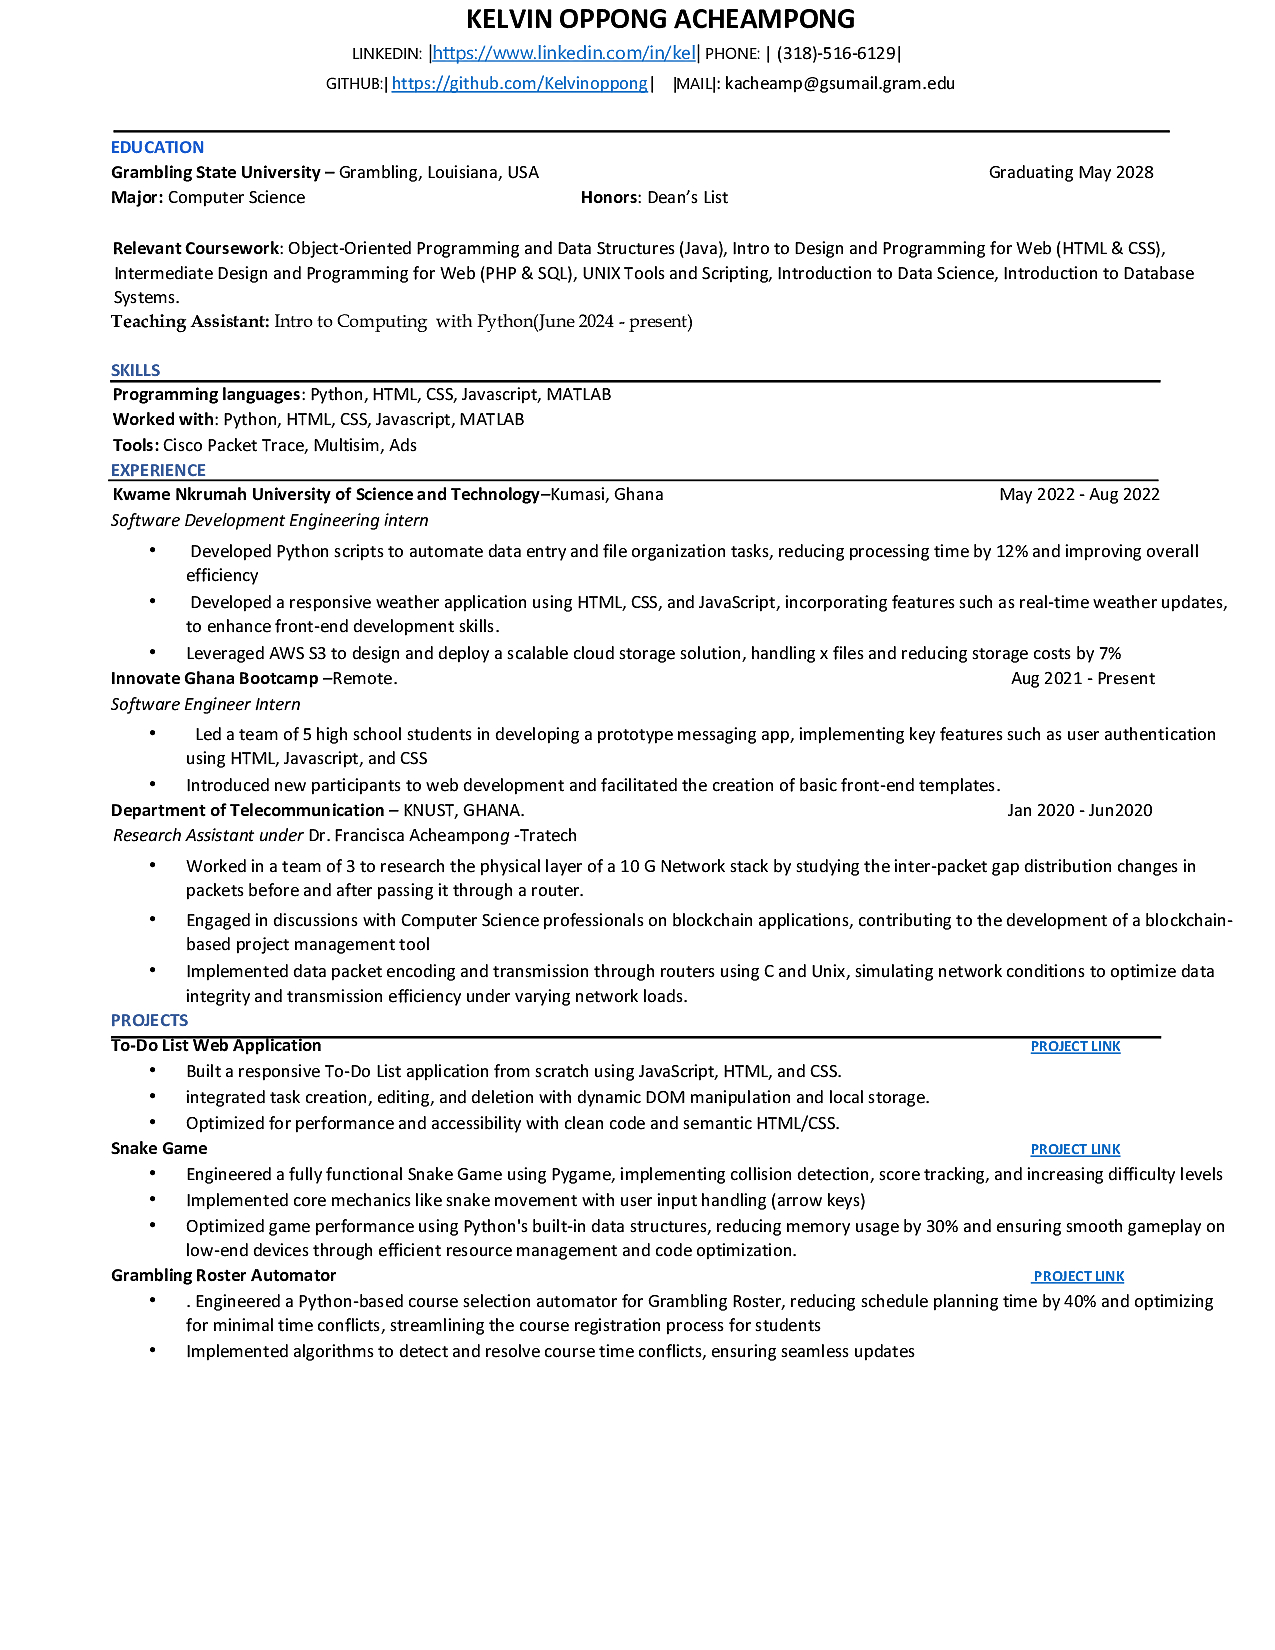 KELVIN OPPONG ACHEAMPONG
LINKEDIN: |https://www.linkedin.com/in/kel| PHONE: | (318)-516-6129|
GITHUB:| https://github.com/Kelvinoppong| |MAIL|: kacheamp@gsumail.gram.edu
EDUCATION
Grambling State University – Grambling, Louisiana, USA Graduating May 2028
Major: Computer Science Honors: Dean’s List
Relevant Coursework: Object-Oriented Programming and Data Structures (Java), Intro to Design and Programming for Web (HTML & CSS),
Intermediate Design and Programming for Web (PHP & SQL), UNIX Tools and Scripting, Introduction to Data Science, Introduction to Database
Systems.
Teaching Assistant: Intro to Computing with Python(June 2024 - present)
SKILLS
Programming languages: Python, HTML, CSS, Javascript, MATLAB
Worked with: Python, HTML, CSS, Javascript, MATLAB
Tools: Cisco Packet Trace, Multisim, Ads
EXPERIENCE
Kwame Nkrumah University of Science and Technology–Kumasi, Ghana May 2022 - Aug 2022
Software Development Engineering intern
• Developed Python scripts to automate data entry and file organization tasks, reducing processing time by 12% and improving overall
efficiency
• Developed a responsive weather application using HTML, CSS, and JavaScript, incorporating features such as real-time weather updates,
to enhance front-end development skills.
• Leveraged AWS S3 to design and deploy a scalable cloud storage solution, handling x files and reducing storage costs by 7%
Innovate Ghana Bootcamp –Remote. Aug 2021 - Present
Software Engineer Intern
• Led a team of 5 high school students in developing a prototype messaging app, implementing key features such as user authentication
using HTML, Javascript, and CSS
• Introduced new participants to web development and facilitated the creation of basic front-end templates.
Department of Telecommunication – KNUST, GHANA. Jan 2020 - Jun2020
Research Assistant under Dr. Francisca Acheampong -Tratech
• Worked in a team of 3 to research the physical layer of a 10 G Network stack by studying the inter-packet gap distribution changes in
packets before and after passing it through a router.
• Engaged in discussions with Computer Science professionals on blockchain applications, contributing to the development of a blockchain-
based project management tool
• Implemented data packet encoding and transmission through routers using C and Unix, simulating network conditions to optimize data
integrity and transmission efficiency under varying network loads.
PROJECTS
To-Do List Web Application PROJECT LINK
• Built a responsive To-Do List application from scratch using JavaScript, HTML, and CSS.
• integrated task creation, editing, and deletion with dynamic DOM manipulation and local storage.
• Optimized for performance and accessibility with clean code and semantic HTML/CSS.
Snake Game PROJECT LINK
• Engineered a fully functional Snake Game using Pygame, implementing collision detection, score tracking, and increasing difficulty levels
• Implemented core mechanics like snake movement with user input handling (arrow keys)
• Optimized game performance using Python's built-in data structures, reducing memory usage by 30% and ensuring smooth gameplay on
low-end devices through efficient resource management and code optimization.
Grambling Roster Automator PROJECT LINK
• . Engineered a Python-based course selection automator for Grambling Roster, reducing schedule planning time by 40% and optimizing
for minimal time conflicts, streamlining the course registration process for students
• Implemented algorithms to detect and resolve course time conflicts, ensuring seamless updates